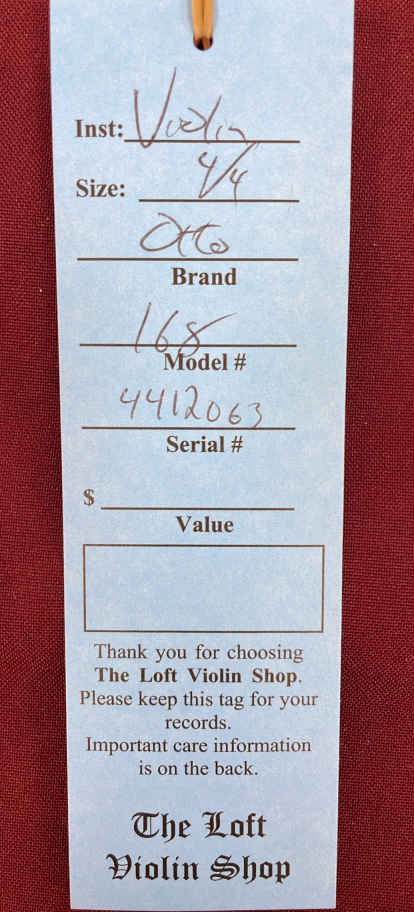 Inst: Violin
Size: 4/4
Otto
Brand
168
Model #
4412063
Serial #
$
Value
Thank you for choosing
The Loft Violin Shop.
Please keep this tag for your
records.
Important care information
is on the back.
The Loft
Violin Shop